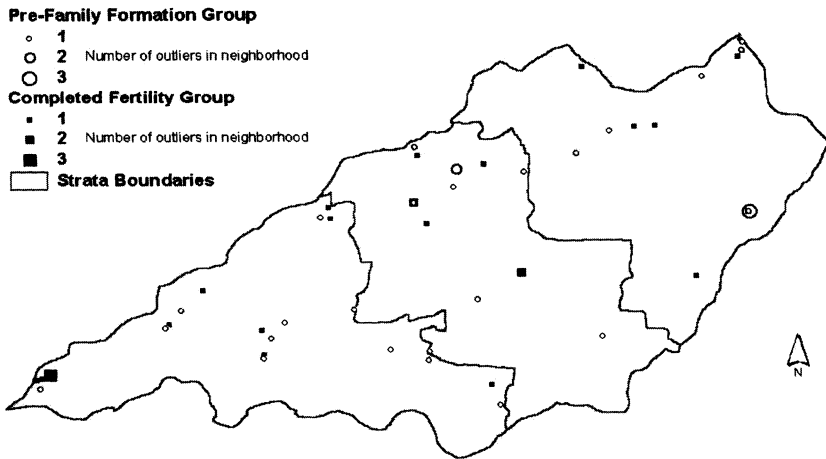 Pre-Family Formation Group
1
2 Number of outliers in neighborhood
3
Completed Fertility Group
1
2 Number of outliers in neighborhood
3
Strata Boundaries
N